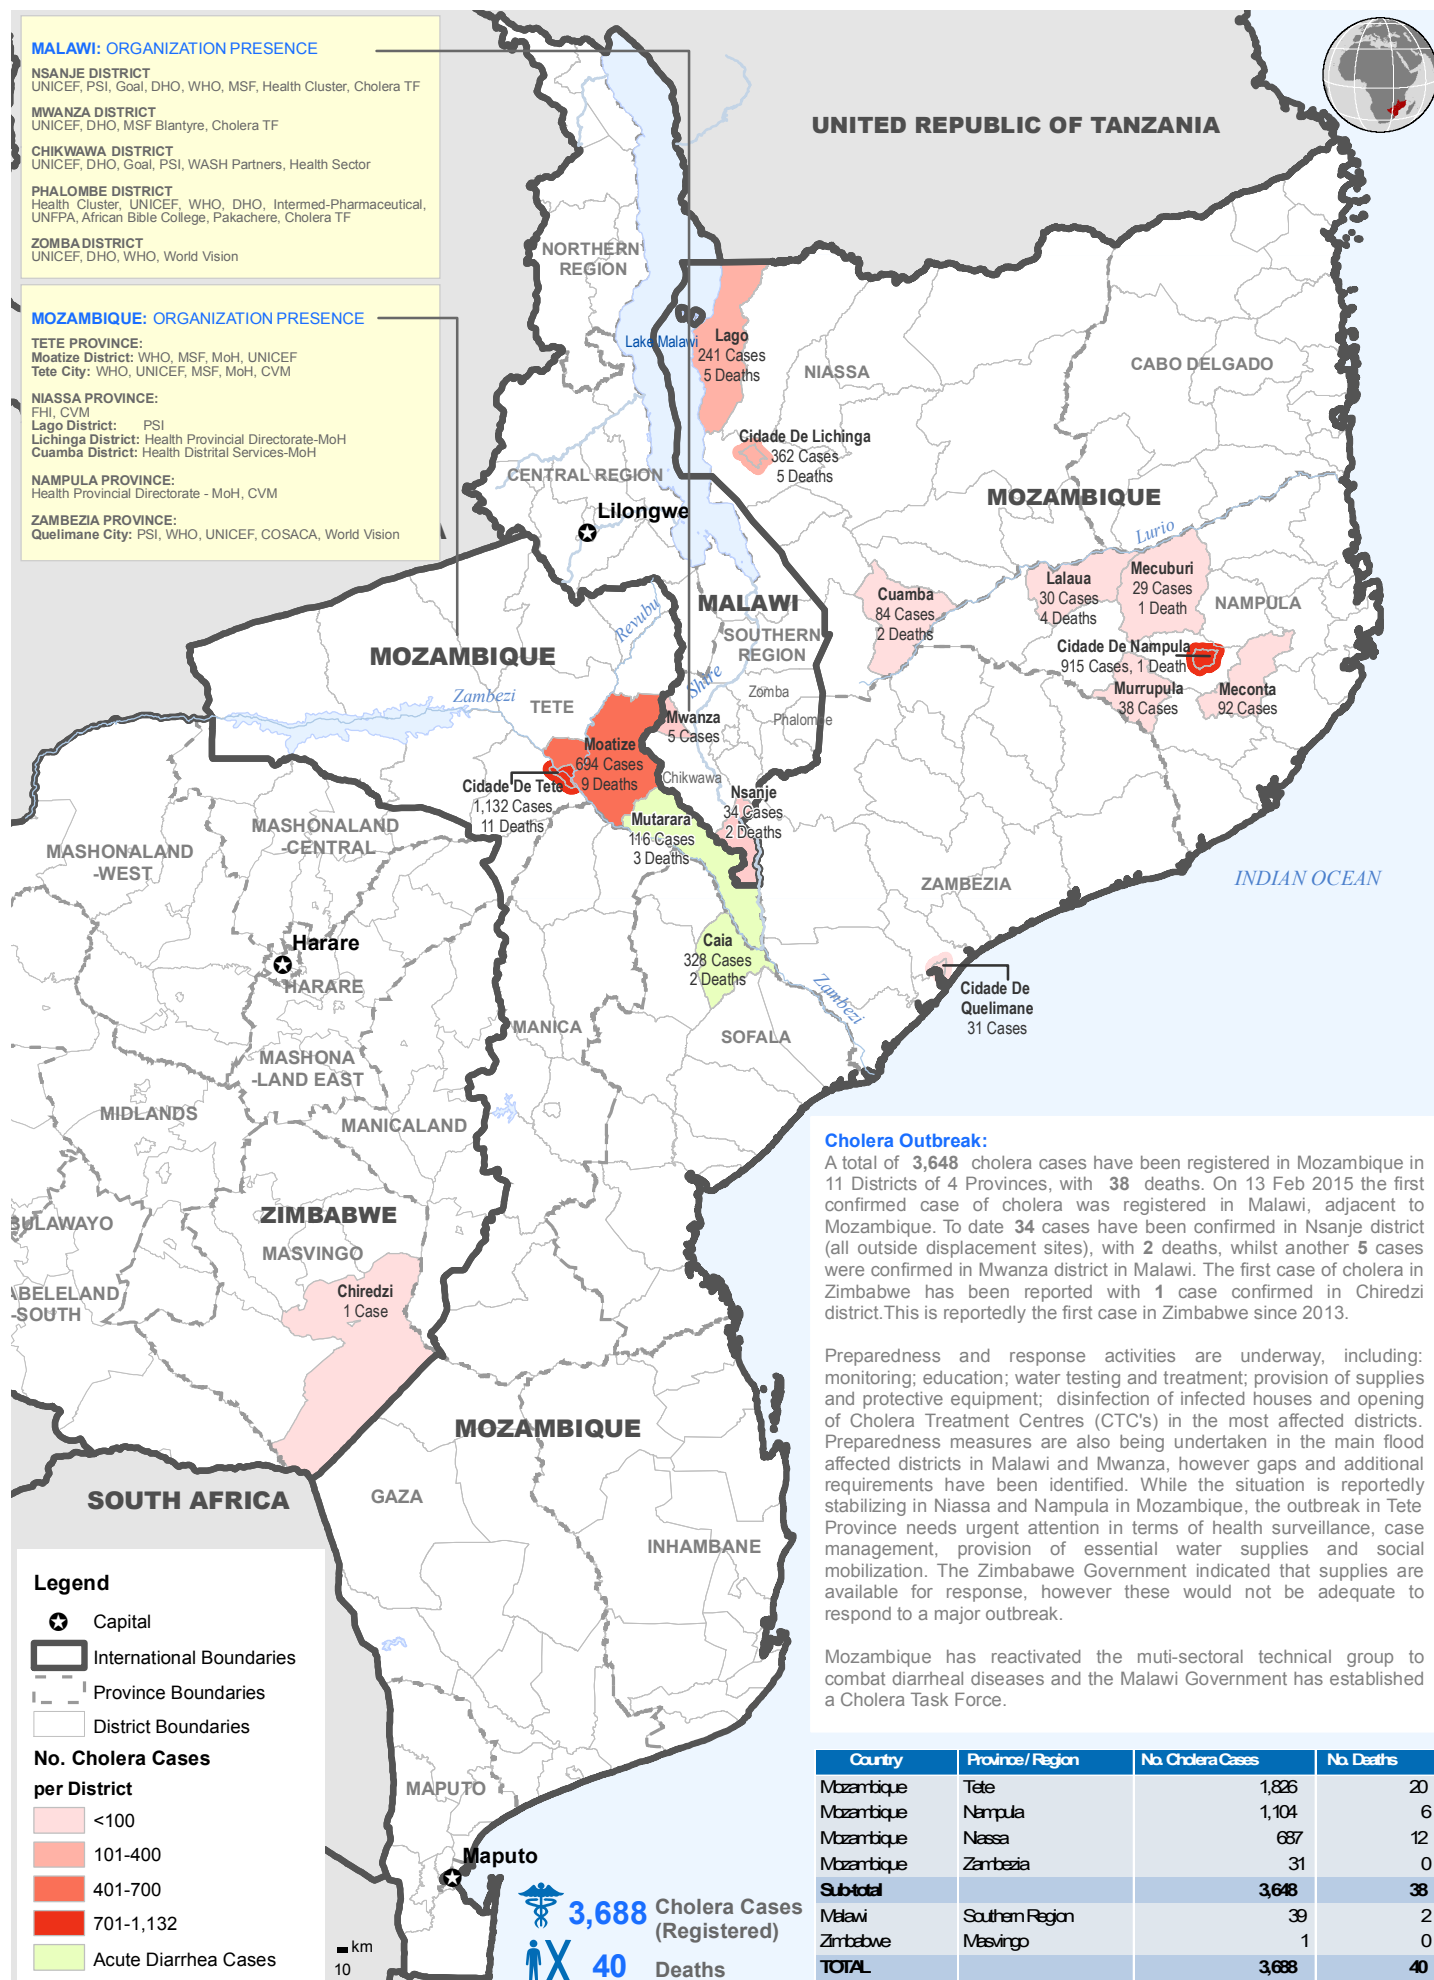 MALAWI: ORGANIZATION PRESENCE
NSANJE DISTRICT
UNICEF, PSI, Goal, DHO, WHO, MSF, Health Cluster, Cholera TF
MWANZA DISTRICT
UNICEF, DHO, MSF Blantyre, Cholera TF
CHIKWAWA DISTRICT
UNICEF, DHO, Goal, PSI, WASH Partners, Health Sector
PHALOMBE DISTRICT
Health Cluster, UNICEF, WHO, DHO, Intermed-Pharmaceutical,
UNFPA, African Bible College, Pakachere, Cholera TF
ZOMBA DISTRICT
UNICEF, DHO, WHO, World Vision
MOZAMBIQUE: ORGANIZATION PRESENCE
TETE PROVINCE:
Moatize District: WHO, MSF, MoH, UNICEF
Tete City: WHO, UNICEF, MSF, MoH, CVM
NIASSA PROVINCE:
FHI, CVM
Lago District: PSI
Lichinga District: Health Provincial Directorate-MoH
Cuamba District: Health Distrital Services-MoH
NAMPULA PROVINCE:
Health Provincial Directorate - MoH, CVM
ZAMBEZIA PROVINCE:
Quelimane City: PSI, WHO, UNICEF, COSACA, World Vision
UNITED REPUBLIC OF TANZANIA
NORTHERN
REGION
Lake Malawi
Lago
241 Cases
5 Deaths
NIASSA
CABO DELGADO
Cidade De Lichinga
362 Cases
5 Deaths
CENTRAL REGION
Lilongwe
MOZAMBIQUE
Lurio
Cuamba
84 Cases
2 Deaths
Lalaua
30 Cases
4 Deaths
Mecuburi
29 Cases
1 Death
NAMPULA
MALAWI
SOUTHERN
REGION
Revubu
Shire
MOZAMBIQUE
Cidade De Nampula
915 Cases, 1 Death
Murrupula
38 Cases
Meconta
92 Cases
Zambezi
TETE
Zomba
Phalombe
Mwanza
5 Cases
Moatize
694 Cases
9 Deaths
Chikwawa
Cidade De Tete
1,132 Cases
11 Deaths
Nsanje
34 Cases
2 Deaths
Mutarara
116 Cases
3 Deaths
MASHONALAND
-CENTRAL
MASHONALAND
-WEST
ZAMBEZIA
INDIAN OCEAN
Harare
HARARE
Caia
328 Cases
2 Deaths
Zambezi
Cidade De
Quelimane
31 Cases
MANICA
SOFALA
MASHONA
-LAND EAST
MIDLANDS
MANICALAND
BULAWAYO
ZIMBABWE
MASVINGO
ABELELAND
-SOUTH
Chiredzi
1 Case
Cholera Outbreak:
A total of 3,648 cholera cases have been registered in Mozambique in
11 Districts of 4 Provinces, with 38 deaths. On 13 Feb 2015 the first
confirmed case of cholera was registered in Malawi, adjacent to
Mozambique. To date 34 cases have been confirmed in Nsanje district
(all outside displacement sites), with 2 deaths, whilst another 5 cases
were confirmed in Mwanza district in Malawi. The first case of cholera in
Zimbabwe has been reported with 1 case confirmed in Chiredzi
district.This is reportedly the first case in Zimbabwe since 2013.
Preparedness and response activities are underway, including:
monitoring; education; water testing and treatment; provision of supplies
and protective equipment; disinfection of infected houses and opening
of Cholera Treatment Centres (CTC's) in the most affected districts.
Preparedness measures are also being undertaken in the main flood
affected districts in Malawi and Mwanza, however gaps and additional
requirements have been identified. While the situation is reportedly
stabilizing in Niassa and Nampula in Mozambique, the outbreak in Tete
Province needs urgent attention in terms of health surveillance, case
management, provision of essential water supplies and social
mobilization. The Zimbabawe Government indicated that supplies are
available for response, however these would not be adequate to
respond to a major outbreak.
Mozambique has reactivated the muti-sectoral technical group to
combat diarrheal diseases and the Malawi Government has established
a Cholera Task Force.
MOZAMBIQUE
SOUTH AFRICA
GAZA
INHAMBANE
MAPUTO
Maputo
Legend
Capital
International Boundaries
Province Boundaries
District Boundaries
No. Cholera Cases
per District
<100
101-400
401-700
701-1,132
Acute Diarrhea Cases
km
10
3,688 Cholera Cases
(Registered)
40 Deaths
Country Province / Region No. Cholera Cases No. Deaths
Mozambique Tete 1,826 20
Mozambique Nampula 1,104 6
Mozambique Niassa 687 12
Mozambique Zambezia 31 0
Sub-total 3,648 38
Malawi Southern Region 39 2
Zimbabwe Masvingo 1 0
TOTAL 3,688 40